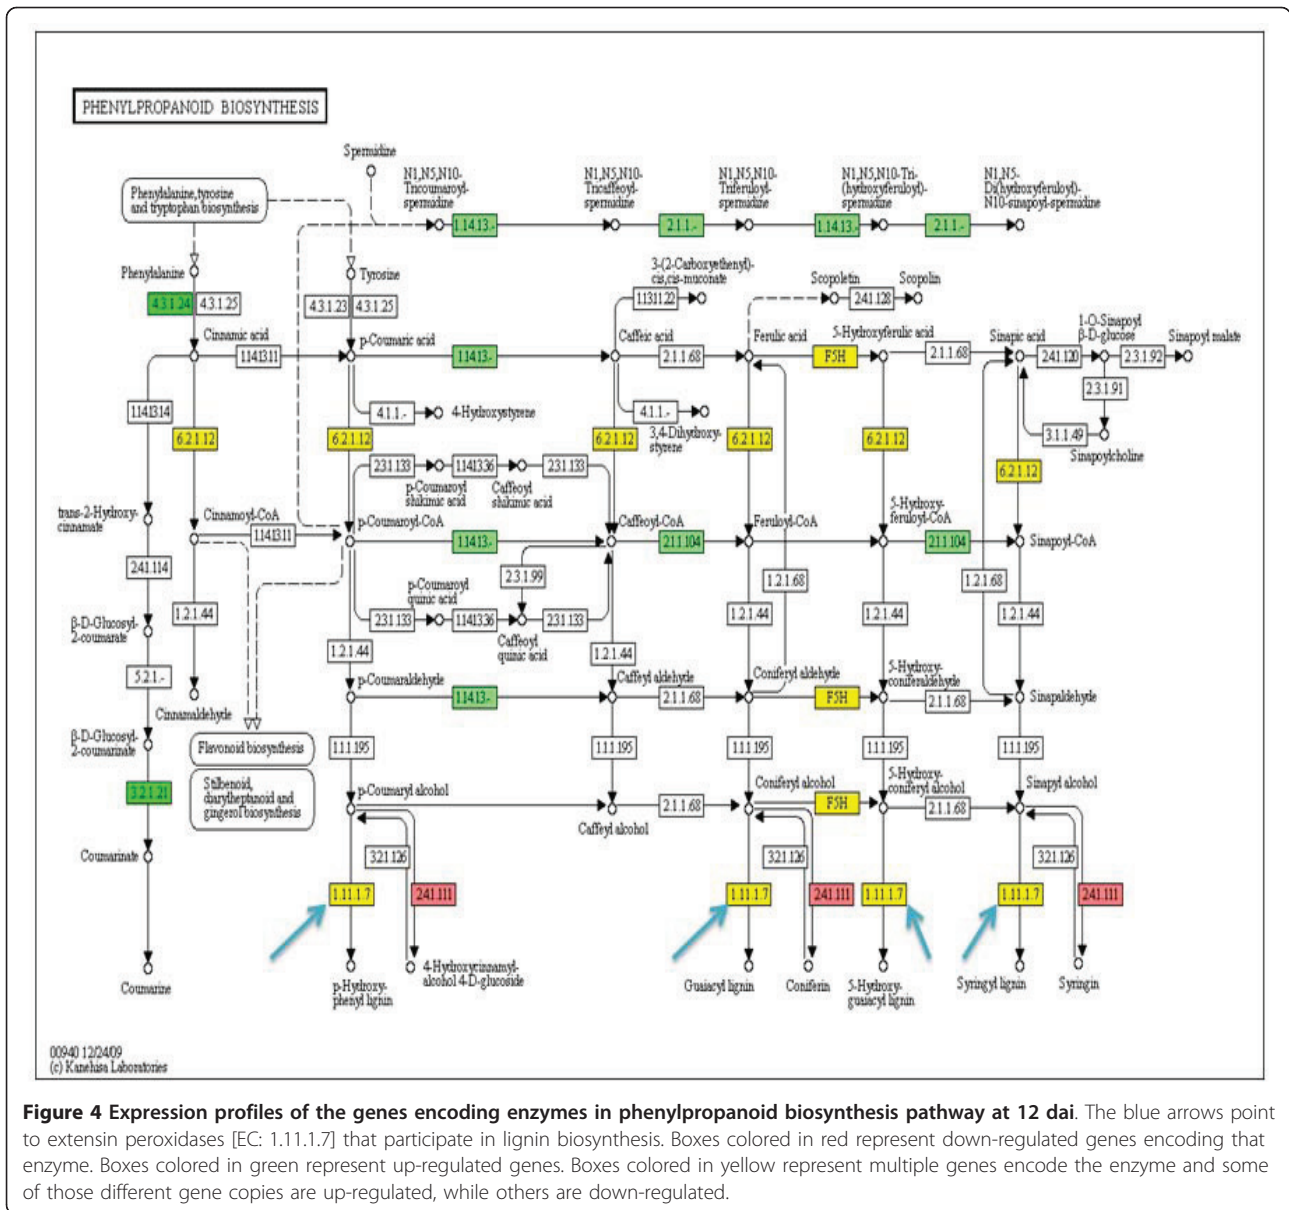 PHENYLPROPANOID BIOSYNTHESIS
Spermidine
Phenylalanine, tyrosine
and tryptophan biosynthesis
N1,N5,N10-
Tricoumaroyl-
spermidine
N1,N5,N10-
Tricaffeoyl-
spermidine
N1,N5,N10-
Triferuloyl-
spermidine
N1,N5,N10-Tri-
(hydroxyferuloyl)-
spermidine
N1,N5-
Di(hydroxyferuloyl)-
N10-sinapoyl-spermidine
1.14.13.-
2.1.1.-
1.14.13.-
2.1.1.-
Phenylalanine
Tyrosine
3-(2-Carboxyethenyl)-
cis,cis-muconate
Scopoletin
Scopolin
4.3.1.24
4.3.1.25
4.3.1.23
4.3.1.25
1.13.11.22
2.4.1.128
Cinnamic acid
p-Coumaric acid
Caffeic acid
Ferulic acid
5-Hydroxyferulic acid
Sinapic acid
1-O-Sinapoyl
β-D-glucose
Sinapoyl malate
1.14.13.11
1.14.13.-
2.1.1.68
F5H
2.1.1.68
2.4.1.120
2.3.1.92
2.3.1.91
1.14.13.14
4.1.1.-
4-Hydroxystyrene
4.1.1.-
3,4-Dihydroxy-
styrene
3.1.1.49
Sinapoylcholine
6.2.1.12
6.2.1.12
6.2.1.12
6.2.1.12
6.2.1.12
6.2.1.12
2.3.1.133
1.14.13.36
2.3.1.133
p-Coumaroyl
shikimic acid
Caffeoyl
shikimic acid
trans-2-Hydroxy-
cinnamate
Cinnamoyl-CoA
p-Coumaroyl-CoA
Caffeoyl-CoA
Feruloyl-CoA
5-Hydroxy-
feruloyl-CoA
Sinapoyl-CoA
1.14.13.11
1.14.13.-
2.1.1.104
2.1.1.104
2.4.1.114
2.3.1.99
1.2.1.68
1.2.1.68
p-Coumaroyl
quinic acid
β-D-Glucosyl-
2-coumarate
1.2.1.44
2.3.1.133
1.14.13.36
2.3.1.133
1.2.1.44
1.2.1.44
1.2.1.44
Caffeoyl
quinic acid
1.2.1.44
1.2.1.44
5.2.1.-
p-Coumaraldehyde
Caffeyl aldehyde
Coniferyl aldehyde
5-Hydroxy-
coniferaldehyde
Sinapaldehyde
1.14.13.-
2.1.1.68
F5H
2.1.1.68
Cinnamaldehyde
β-D-Glucosyl-
2-coumarinate
Flavonoid biosynthesis
1.1.1.195
1.1.1.195
1.1.1.195
1.1.1.195
1.1.1.195
Stilbenoid,
diarylheptanoid and
gingerol biosynthesis
3.2.1.21
p-Coumaryl alcohol
Caffeyl alcohol
Coniferyl alcohol
5-Hydroxy-
coniferyl alcohol
Sinapyl alcohol
2.1.1.68
F5H
2.1.1.68
Coumarinate
3.2.1.126
3.2.1.126
3.2.1.126
1.11.1.7
2.4.1.111
1.11.1.7
2.4.1.111
1.11.1.7
1.11.1.7
2.4.1.111
Coumarine
p-Hydroxy-
phenyl lignin
4-Hydroxycinnamyl-
alcohol 4-D-glucoside
Guaiacyl lignin
Coniferin
5-Hydroxy-
guaiacyl lignin
Syringyl lignin
Syringin
00940 12/24/09
(c) Kanehisa Laboratories
Figure 4 Expression profiles of the genes encoding enzymes in phenylpropanoid biosynthesis pathway at 12 dai. The blue arrows point
to extensin peroxidases [EC: 1.11.1.7] that participate in lignin biosynthesis. Boxes colored in red represent down-regulated genes encoding that
enzyme. Boxes colored in green represent up-regulated genes. Boxes colored in yellow represent multiple genes encode the enzyme and some
of those different gene copies are up-regulated, while others are down-regulated.